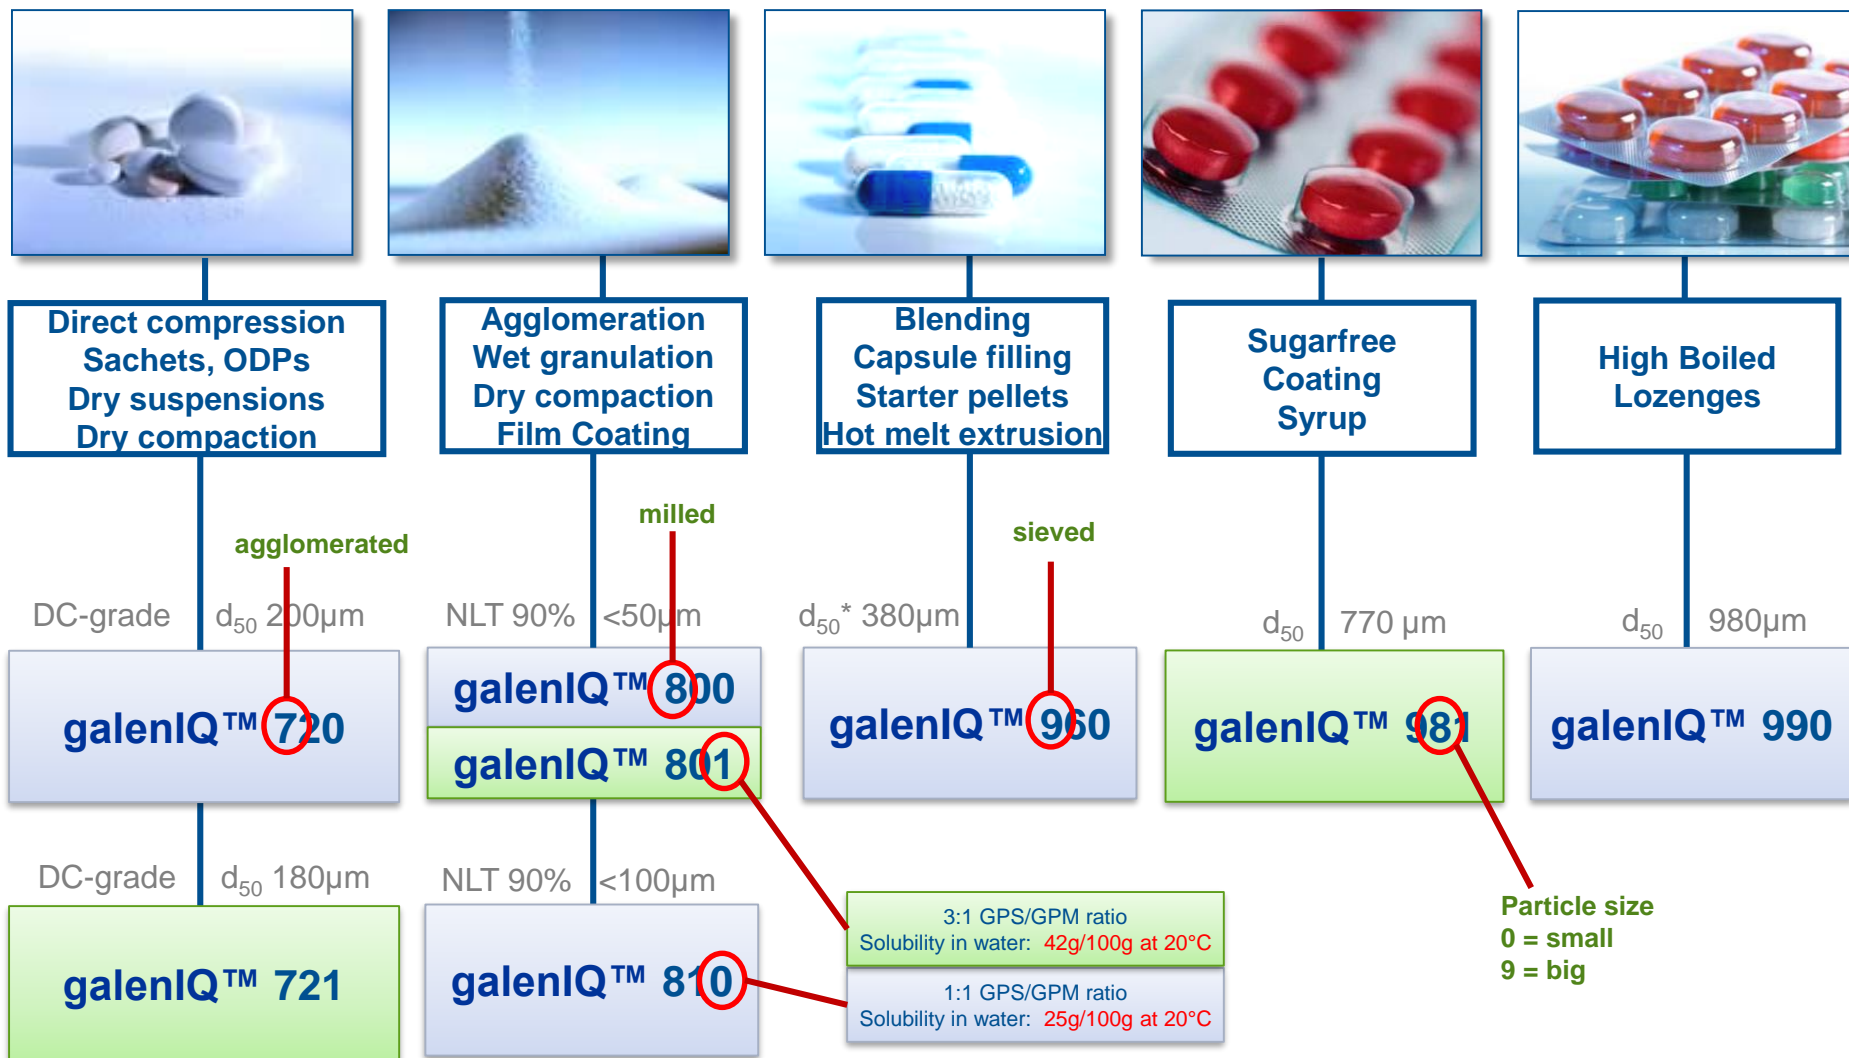 Direct compression
Sachets, ODPs
Dry suspensions
Dry compaction
Agglomeration
Wet granulation
Dry compaction
Film Coating
Blending
Capsule filling
Starter pellets
Hot melt extrusion
Sugarfree
Coating
Syrup
High Boiled
Lozenges
agglomerated
milled
sieved
DC-grade d50 200µm
NLT 90% <50µm
d50* 380µm
d50 770 µm
d50 980µm
galenIQ™ 720
galenIQ™ 800
galenIQ™ 801
galenIQ™ 960
galenIQ™ 981
galenIQ™ 990
DC-grade d50 180µm
NLT 90% <100µm
galenIQ™ 721
galenIQ™ 810
3:1 GPS/GPM ratio
Solubility in water: 42g/100g at 20°C
1:1 GPS/GPM ratio
Solubility in water: 25g/100g at 20°C
Particle size
0 = small
9 = big